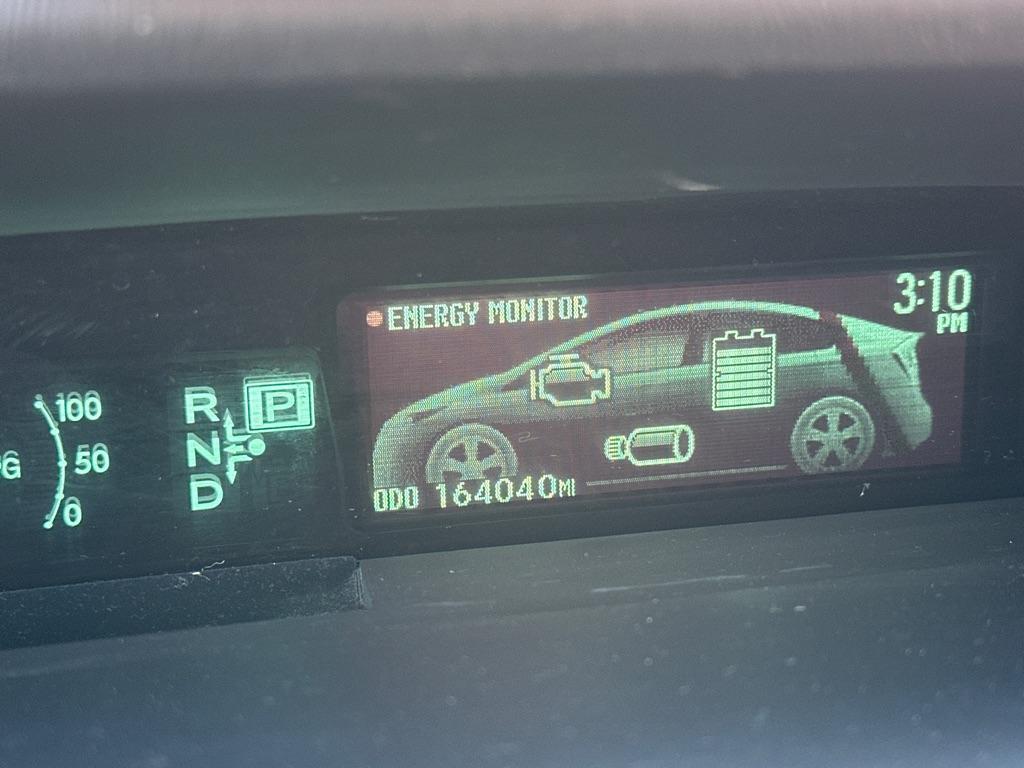 ENERGY MONITOR
3:10
PM
100
50
0
R
N
D
P
ODO 164040MI